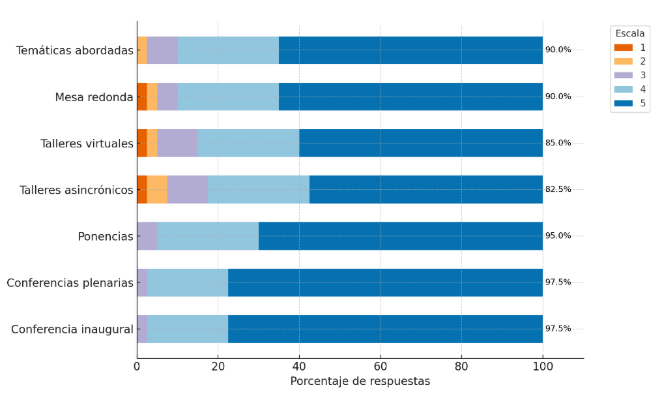 Temáticas abordadas
90.0%
Mesa redonda
90.0%
Talleres virtuales
85.0%
Talleres asincrónicos
82.5%
Ponencias
95.0%
Conferencias plenarias
97.5%
Conferencia inaugural
97.5%
0 20 40 60 80 100
Porcentaje de respuestas
Escala
1
2
3
4
5